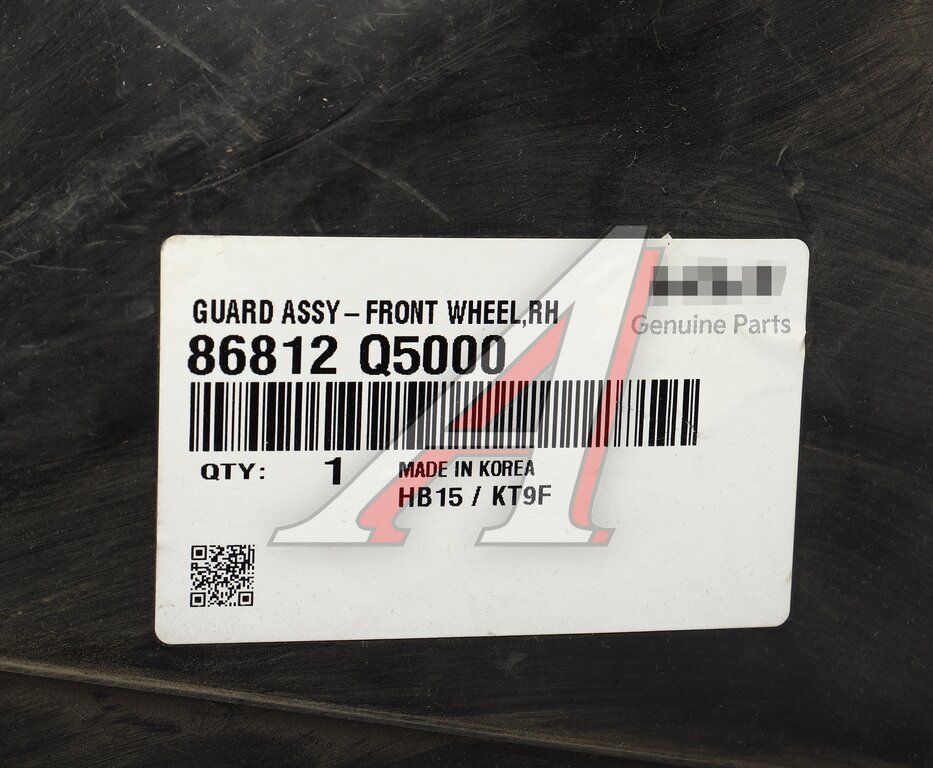 Genuine Parts
GUARD ASSY-FRONT WHEEL,RH
86812 Q5000
QTY: 1 MADE IN KOREA
HB15 / KT9F